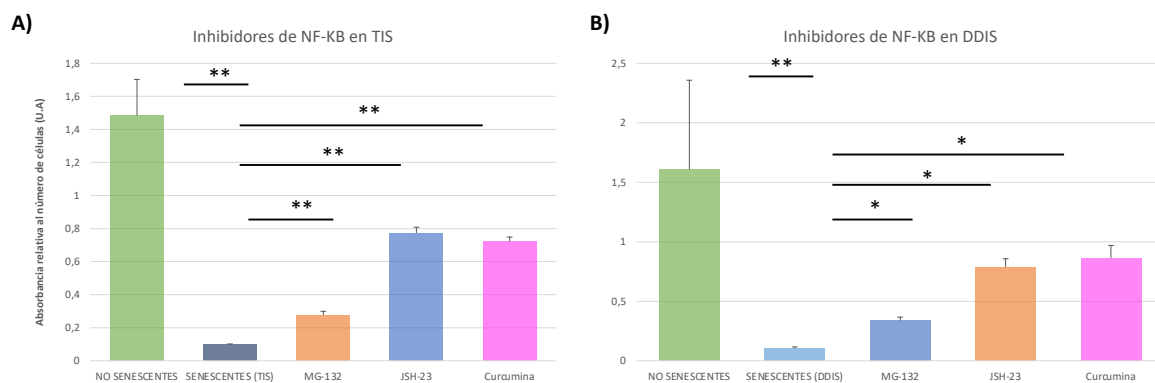 A)
Inhibidores de NF-KB en TIS
Absorbancia relativa al número de células (U.A)
1,8
1,6
1,4
1,2
1
0,8
0,6
0,4
0,2
0
**
**
**
**
NO SENESCENTES
SENESCENTES (TIS)
MG-132
JSH-23
Curcumina
B)
Inhibidores de NF-KB en DDIS
2,5
2
1,5
1
0,5
0
**
*
*
*
NO SENESCENTES
SENESCENTES (DDIS)
MG-132
JSH-23
Curcumina